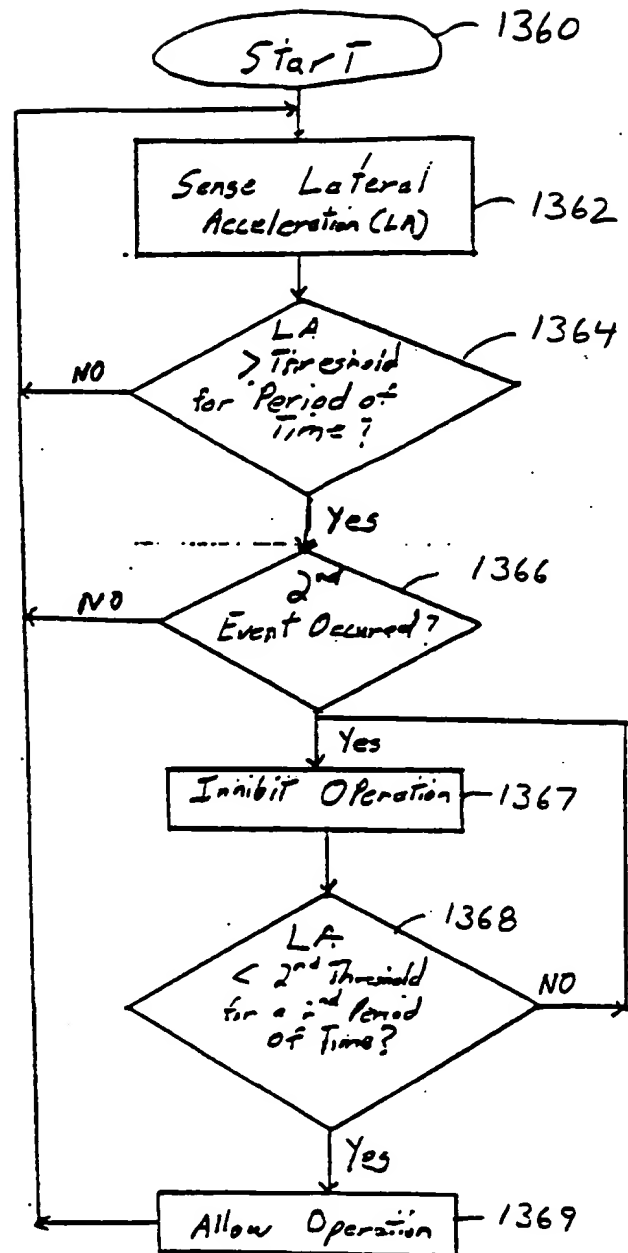 Start
1360
Sense Lateral
Acceleration (LA)
1362
LA
> Threshold
for Period of
Time?
1364
NO
Yes
2nd
Event Occured?
1366
NO
Yes
Inhibit Operation
1367
LA
< 2nd Threshold
for a 2nd Period
of Time?
1368
NO
Yes
Allow Operation
1369